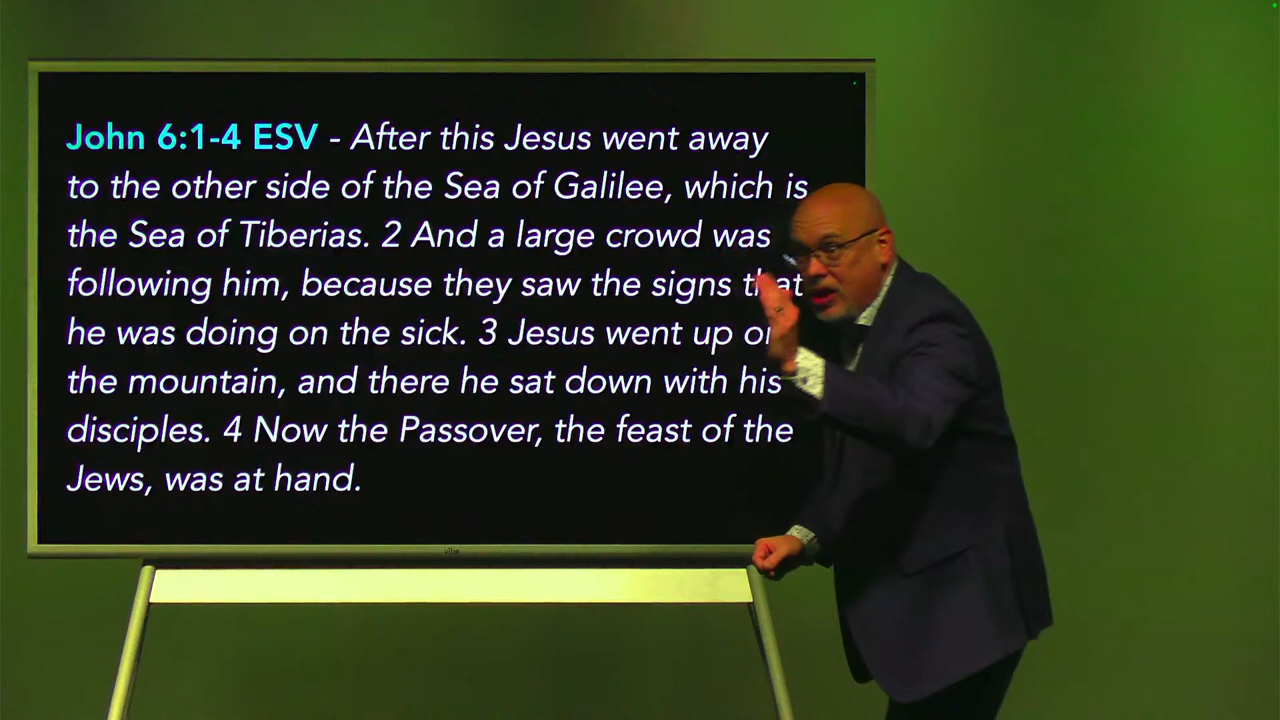 John 6:1-4 ESV - After this Jesus went away
to the other side of the Sea of Galilee, which is
the Sea of Tiberias. 2 And a large crowd was
following him, because they saw the signs that
he was doing on the sick. 3 Jesus went up on
the mountain, and there he sat down with his
disciples. 4 Now the Passover, the feast of the
Jews, was at hand.
vibe